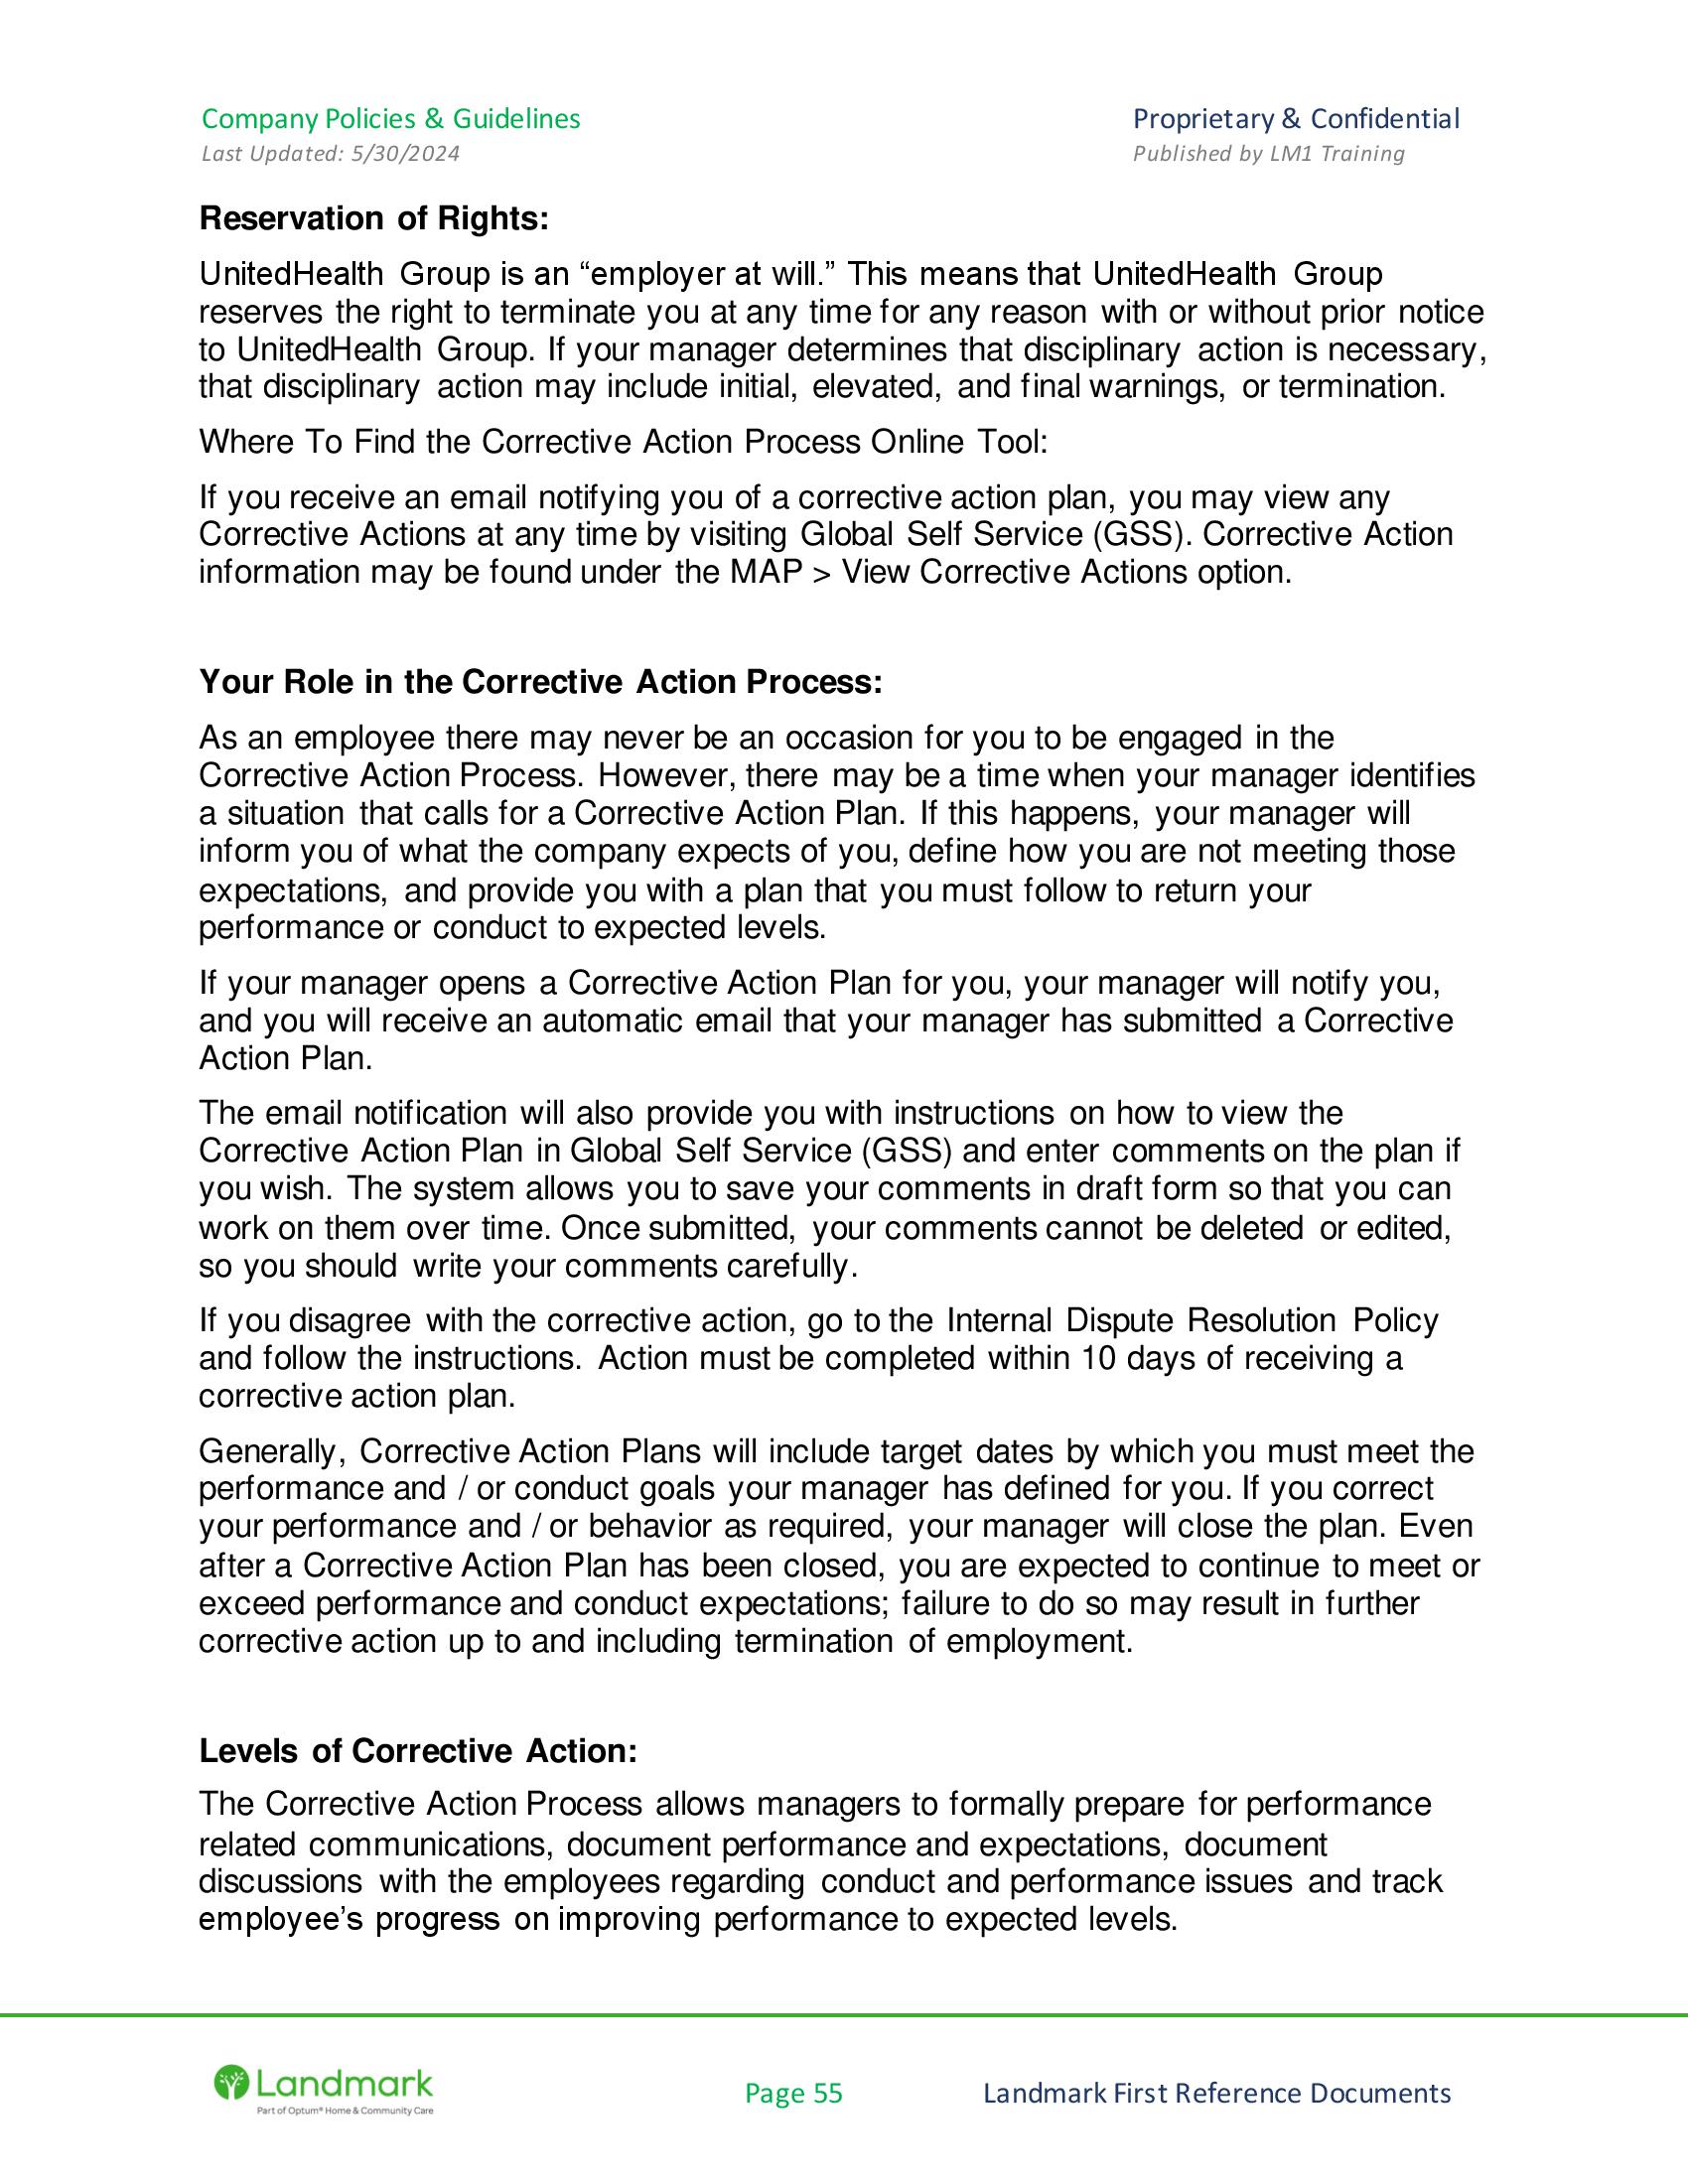 Company Policies & Guidelines
Proprietary & Confidential
Last Updated: 5/30/2024
Published by LM1 Training
Reservation of Rights:
UnitedHealth Group is an “employer at will.” This means that UnitedHealth Group
reserves the right to terminate you at any time for any reason with or without prior notice
to UnitedHealth Group. If your manager determines that disciplinary action is necessary,
that disciplinary action may include initial, elevated, and final warnings, or termination.
Where To Find the Corrective Action Process Online Tool:
If you receive an email notifying you of a corrective action plan, you may view any
Corrective Actions at any time by visiting Global Self Service (GSS). Corrective Action
information may be found under the MAP > View Corrective Actions option.
Your Role in the Corrective Action Process:
As an employee there may never be an occasion for you to be engaged in the
Corrective Action Process. However, there may be a time when your manager identifies
a situation that calls for a Corrective Action Plan. If this happens, your manager will
inform you of what the company expects of you, define how you are not meeting those
expectations, and provide you with a plan that you must follow to return your
performance or conduct to expected levels.
If your manager opens a Corrective Action Plan for you, your manager will notify you,
and you will receive an automatic email that your manager has submitted a Corrective
Action Plan.
The email notification will also provide you with instructions on how to view the
Corrective Action Plan in Global Self Service (GSS) and enter comments on the plan if
you wish. The system allows you to save your comments in draft form so that you can
work on them over time. Once submitted, your comments cannot be deleted or edited,
so you should write your comments carefully.
If you disagree with the corrective action, go to the Internal Dispute Resolution Policy
and follow the instructions. Action must be completed within 10 days of receiving a
corrective action plan.
Generally, Corrective Action Plans will include target dates by which you must meet the
performance and / or conduct goals your manager has defined for you. If you correct
your performance and / or behavior as required, your manager will close the plan. Even
after a Corrective Action Plan has been closed, you are expected to continue to meet or
exceed performance and conduct expectations; failure to do so may result in further
corrective action up to and including termination of employment.
Levels of Corrective Action:
The Corrective Action Process allows managers to formally prepare for performance
related communications, document performance and expectations, document
discussions with the employees regarding conduct and performance issues and track
employee’s progress on improving performance to expected levels.
Landmark
Part of Optum® Home & Community Care
Page 55
Landmark First Reference Documents